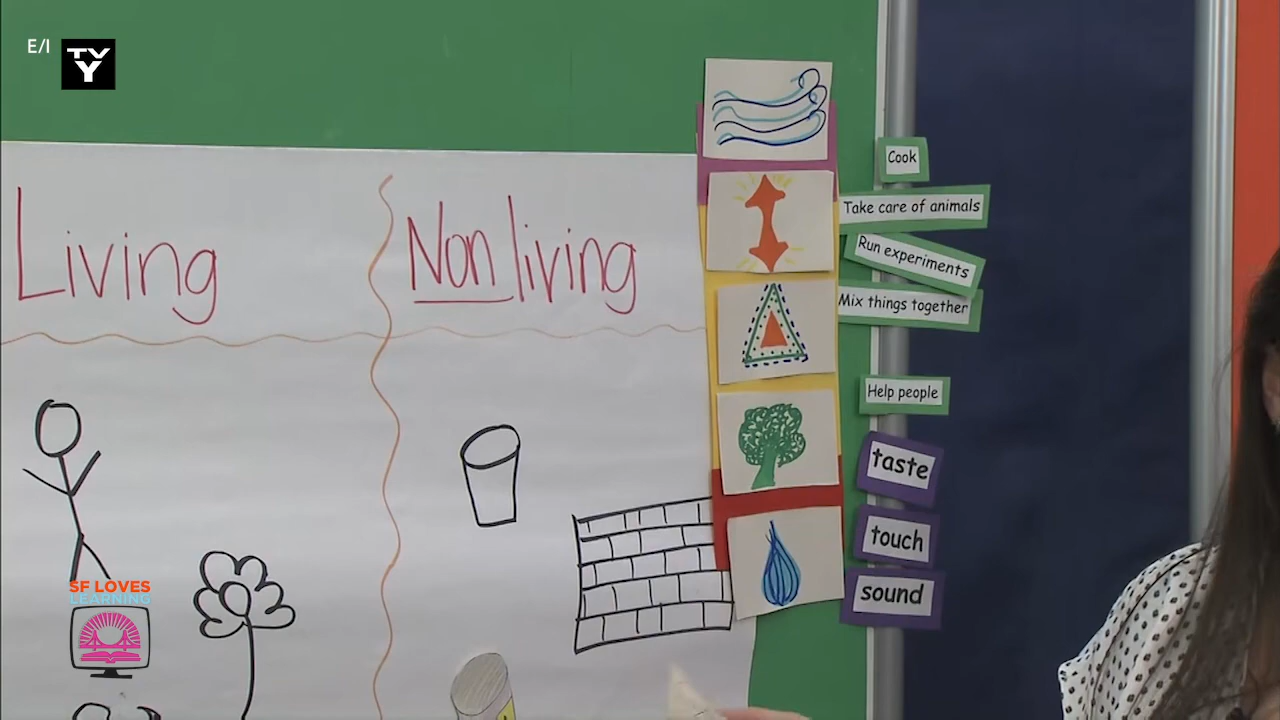 E/I
TV
Y
Living
Non living
Cook
Take care of animals
Run experiments
Mix things together
Help people
taste
touch
sound
SF LOVES
LEARNING